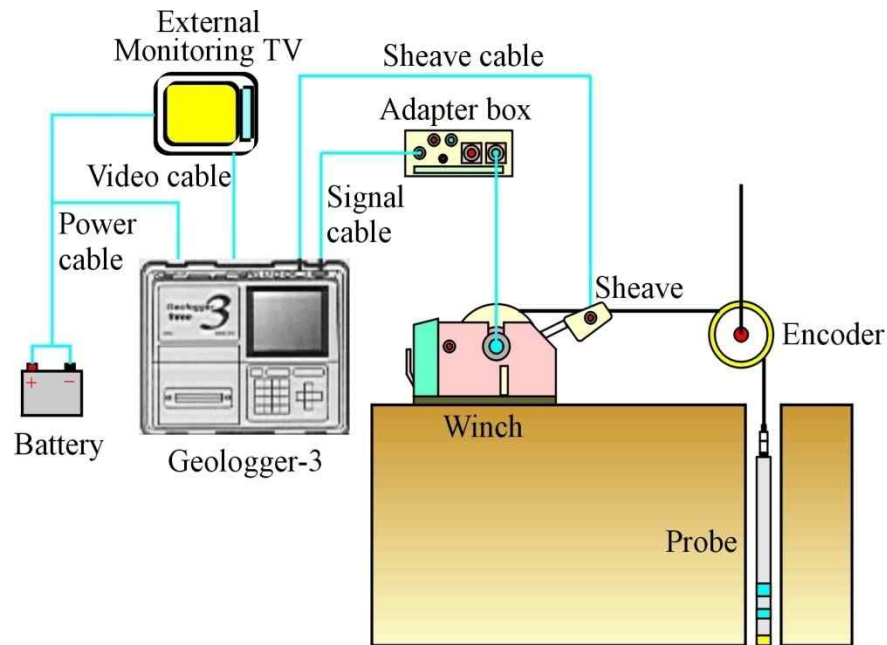 External
Monitoring TV
Sheave cable
Adapter box
Video cable
Signal
cable
Power
cable
Sheave
Encoder
3
+ −
Battery
Geologger-3
Winch
Probe